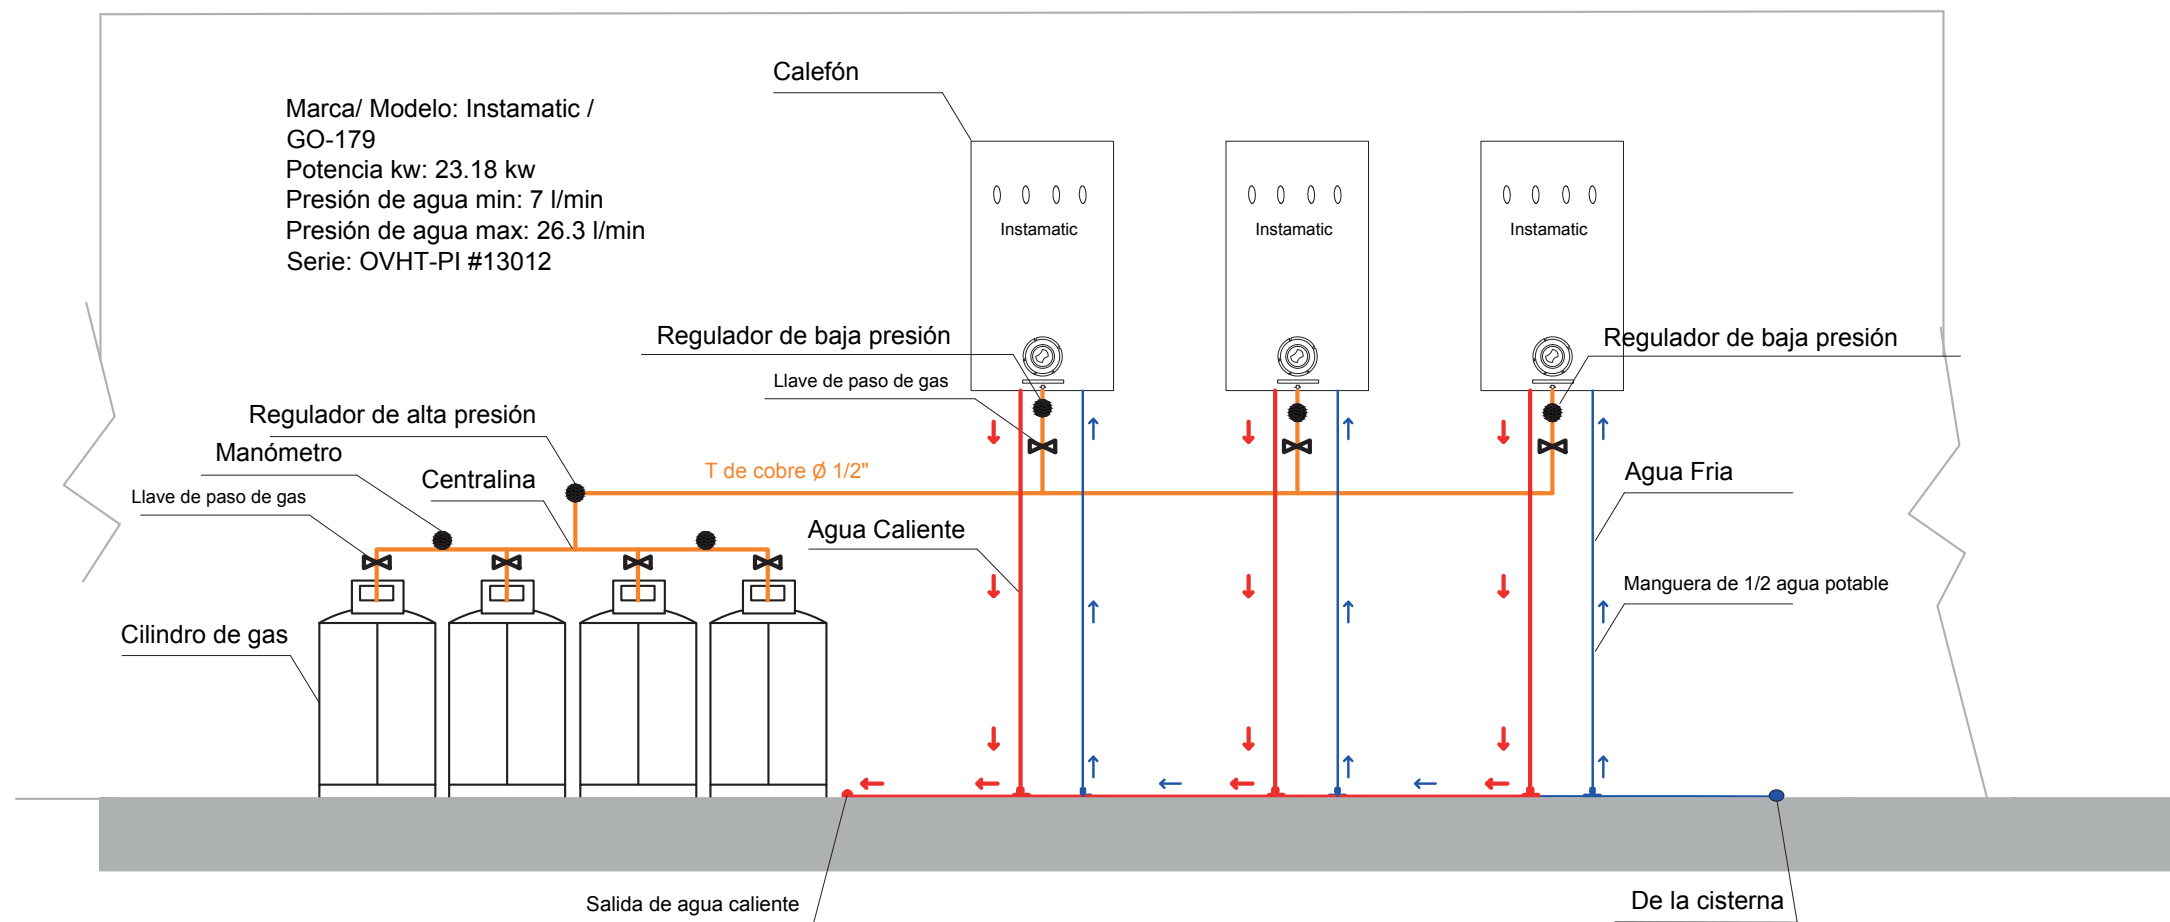 Calefón
Marca/ Modelo: Instamatic /
GO-179
Potencia kw: 23.18 kw
Presión de agua min: 7 l/min
Presión de agua max: 26.3 l/min
Serie: OVHT-PI #13012
Instamatic
Instamatic
Instamatic
Regulador de baja presión
Regulador de baja presión
Llave de paso de gas
Regulador de alta presión
Manómetro
Centralina
T de cobre Ø 1/2"
Agua Fria
Llave de paso de gas
Agua Caliente
Manguera de 1/2 agua potable
Cilindro de gas
Salida de agua caliente
De la cisterna